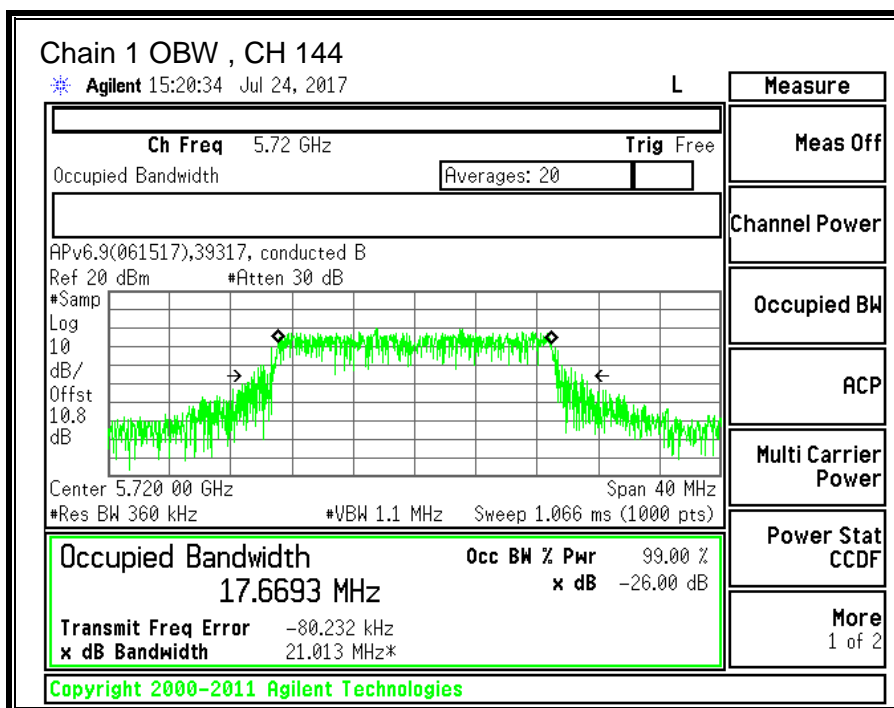 Chain 1 OBW , CH 144
Agilent 15:20:34 Jul 24, 2017 L
Measure
Ch Freq 5.72 GHz Trig Free
Occupied Bandwidth Averages: 20
APv6.9(061517),39317, conducted B
Ref 20 dBm #Atten 30 dB
#Samp
Log
10
dB/
Offst
10.8
dB
Center 5.720 00 GHz Span 40 MHz
#Res BW 360 kHz #VBW 1.1 MHz Sweep 1.066 ms (1000 pts)
Occupied Bandwidth
17.6693 MHz
Occ BW % Pwr 99.00 %
x dB -26.00 dB
Transmit Freq Error -80.232 kHz
x dB Bandwidth 21.013 MHz*
Meas Off
Channel Power
Occupied BW
ACP
Multi Carrier
Power
Power Stat
CCDF
More
1 of 2
Copyright 2000-2011 Agilent Technologies